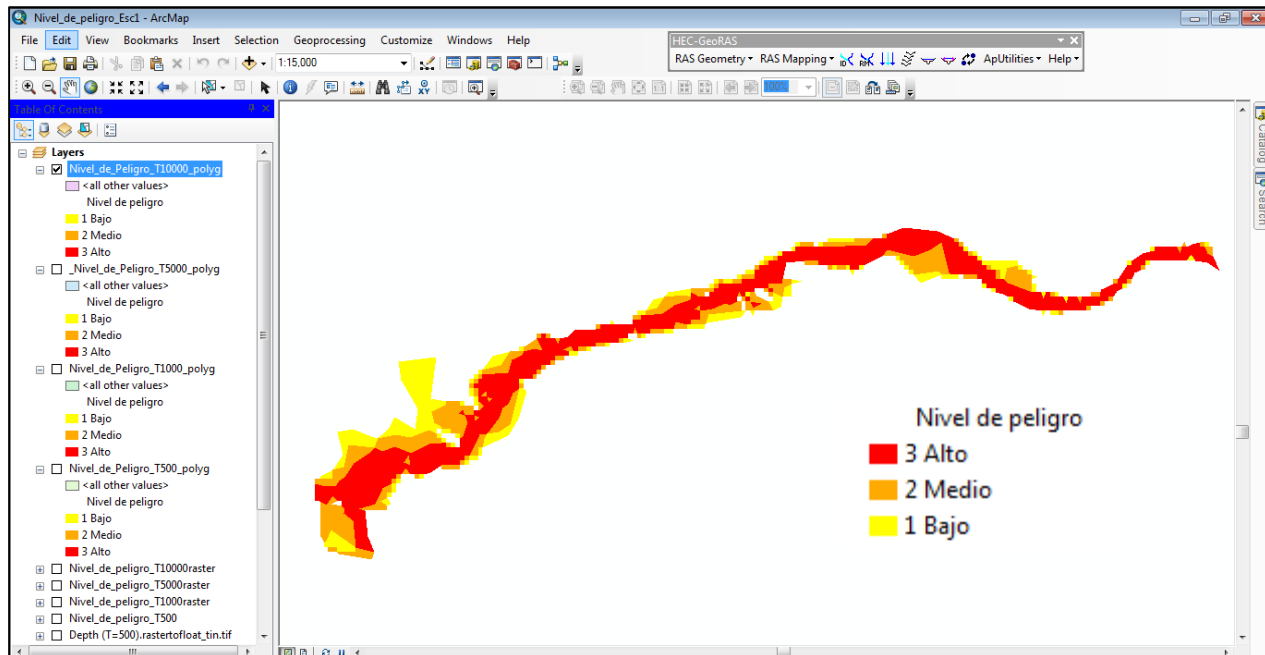 Nivel_de_peligro_Esc1 - ArcMap
File Edit View Bookmarks Insert Selection Geoprocessing Customize Windows Help
HEC-GeoRAS
RAS Geometry RAS Mapping ApUtilities Help
1:15,000
100%
Table Of Contents
Layers
Nivel_de_Peligro_T10000_polyg
<all other values>
Nivel de peligro
1 Bajo
2 Medio
3 Alto
_Nivel_de_Peligro_T5000_polyg
<all other values>
Nivel de peligro
1 Bajo
2 Medio
3 Alto
Nivel_de_Peligro_T1000_polyg
<all other values>
Nivel de peligro
1 Bajo
2 Medio
3 Alto
Nivel_de_Peligro_T500_polyg
<all other values>
Nivel de peligro
1 Bajo
2 Medio
3 Alto
Nivel_de_peligro_T10000raster
Nivel_de_peligro_T5000raster
Nivel_de_peligro_T1000raster
Nivel_de_peligro_T500
Depth (T=500).rastertofloat_tin.tif
Nivel de peligro
3 Alto
2 Medio
1 Bajo
Catalog
Search